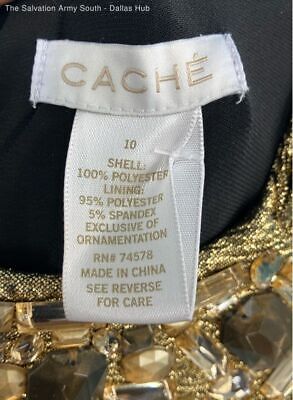 The Salvation Army South - Dallas Hub
CACHÉ
10
SHELL:
100% POLYESTER
LINING:
95% POLYESTER
5% SPANDEX
EXCLUSIVE OF
ORNAMENTATION
RN# 74578
MADE IN CHINA
SEE REVERSE
FOR CARE